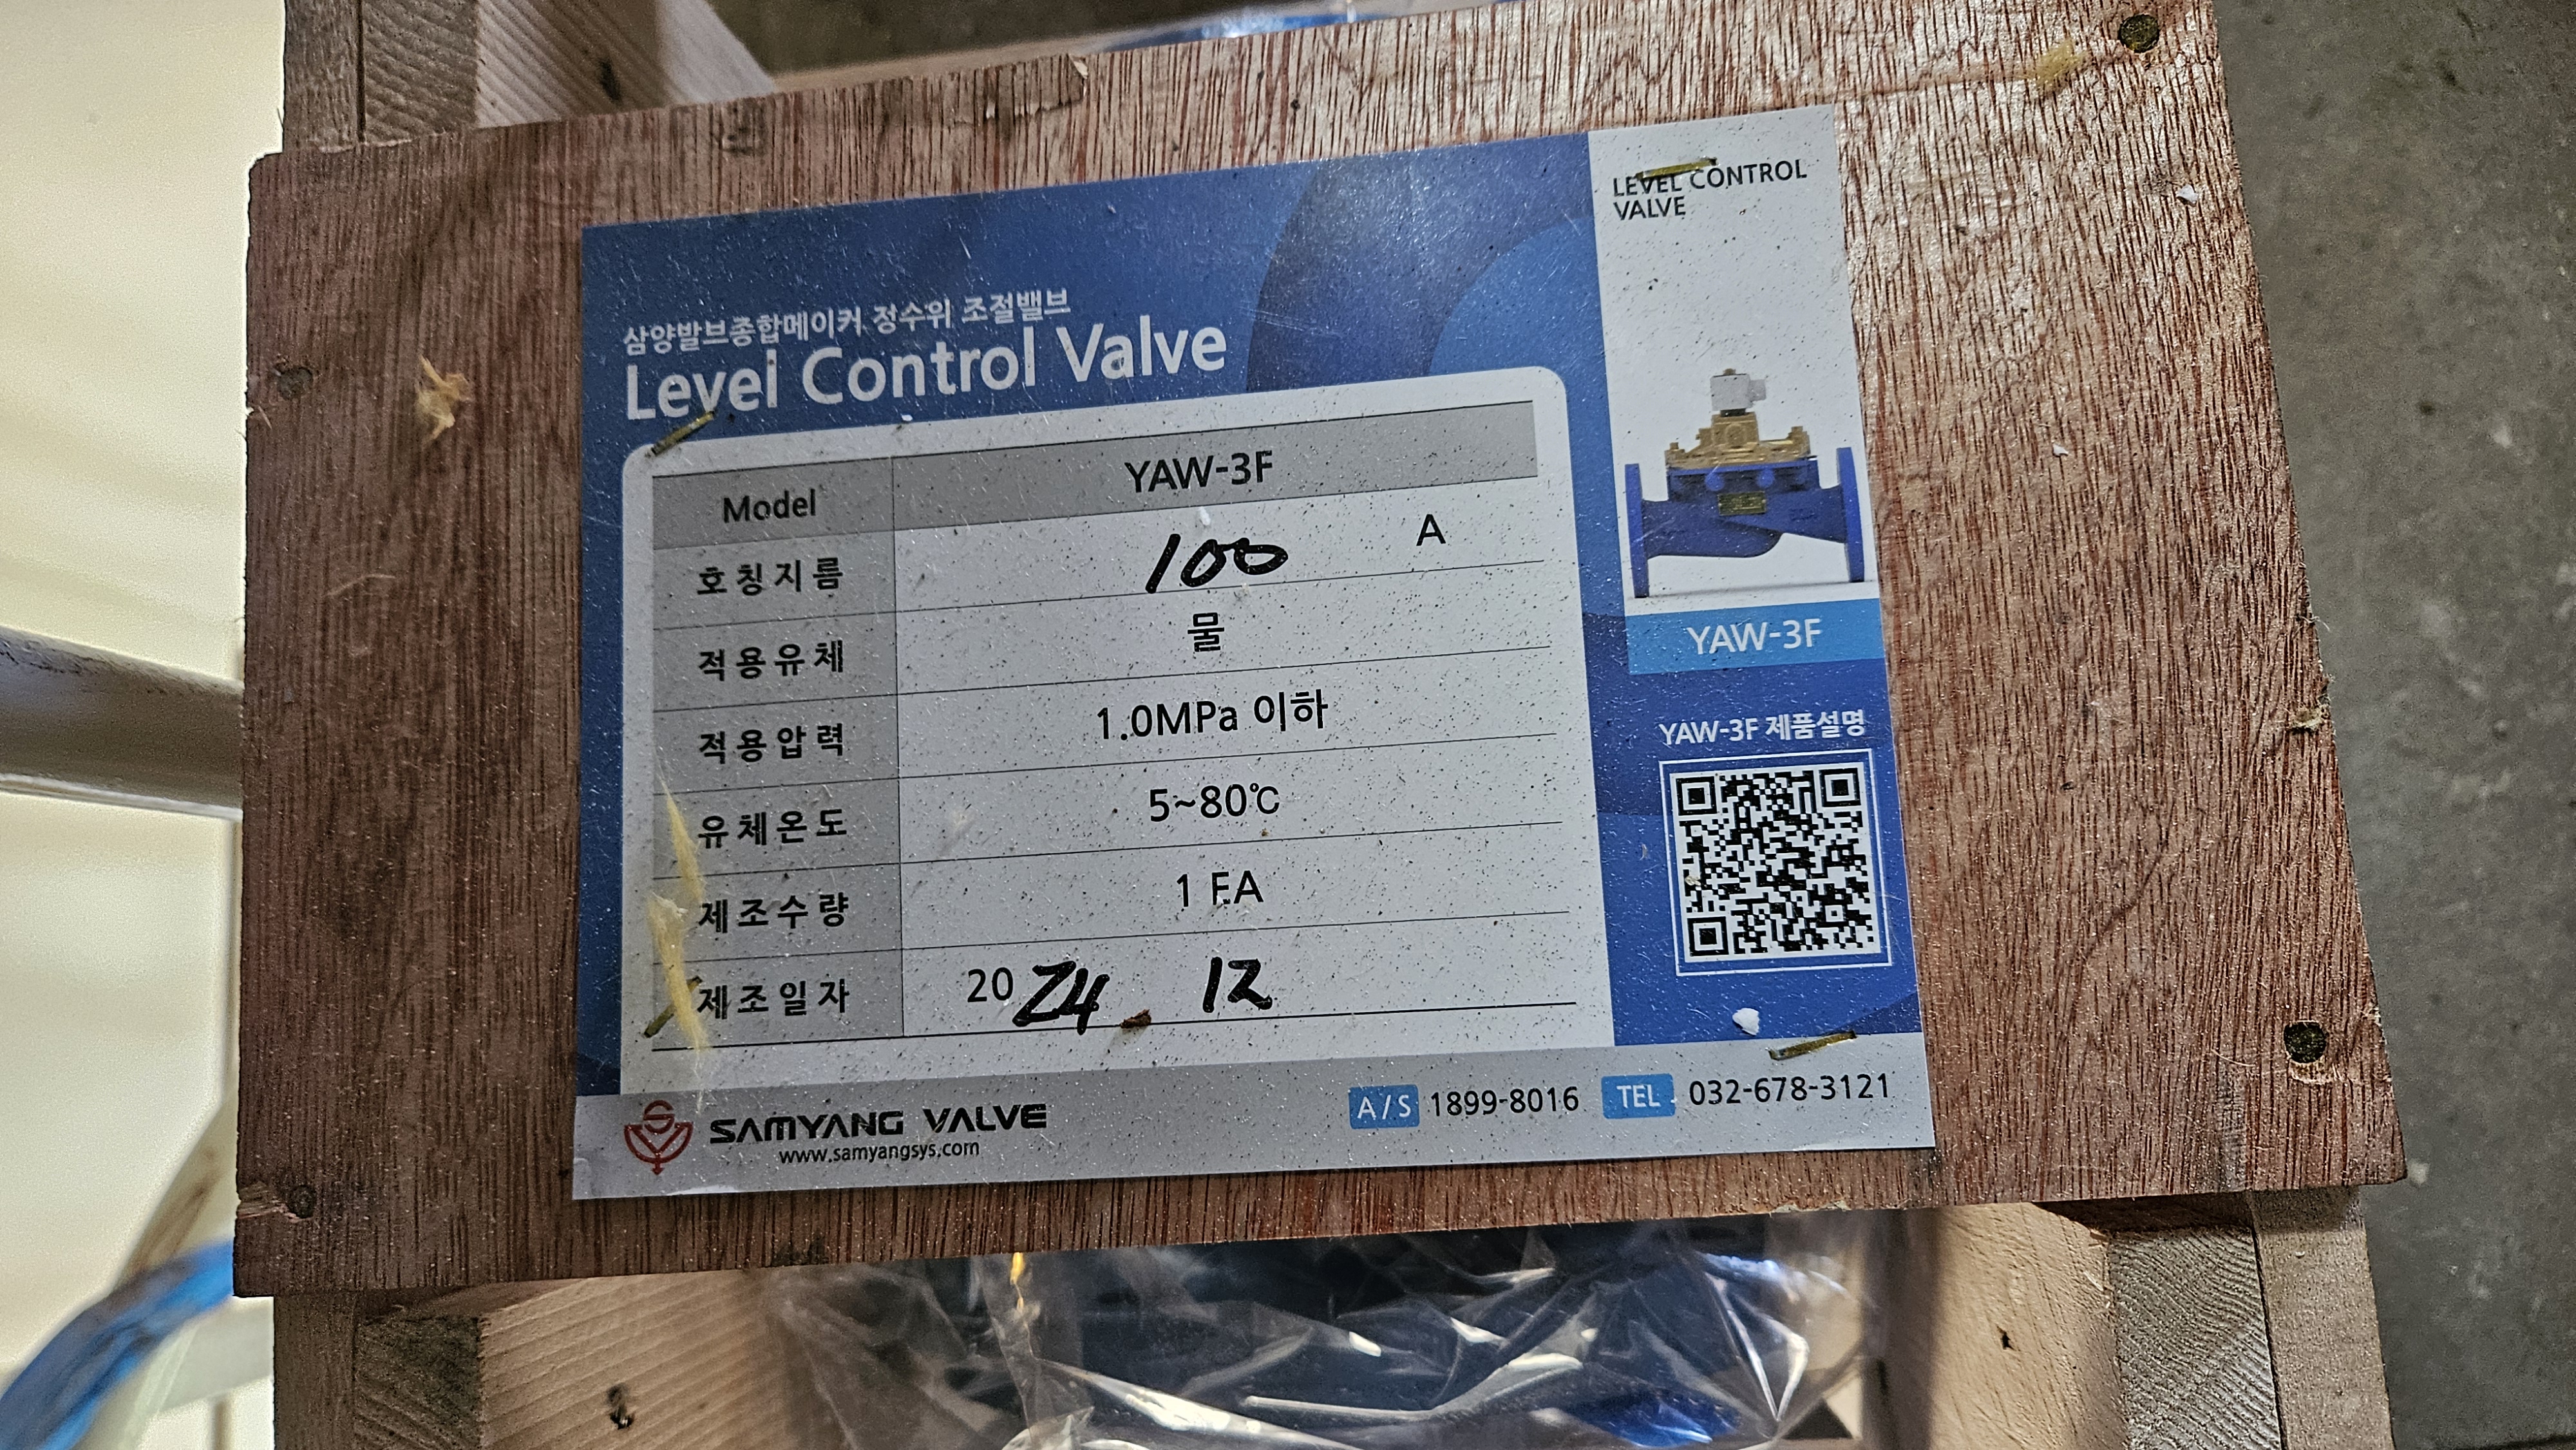 삼양발브종합메이커 정수위 조절밸브
Level Control Valve
Model YAW-3F
호칭지름 100 A
적용유체 물
적용압력 1.0MPa 이하
유체온도 5~80℃
제조수량 1 EA
제조일자 2024. 12
SAMYANG VALVE
www.samyangsys.com
A/S 1899-8016 TEL. 032-678-3121
LEVEL CONTROL
VALVE
YAW-3F
YAW-3F 제품설명